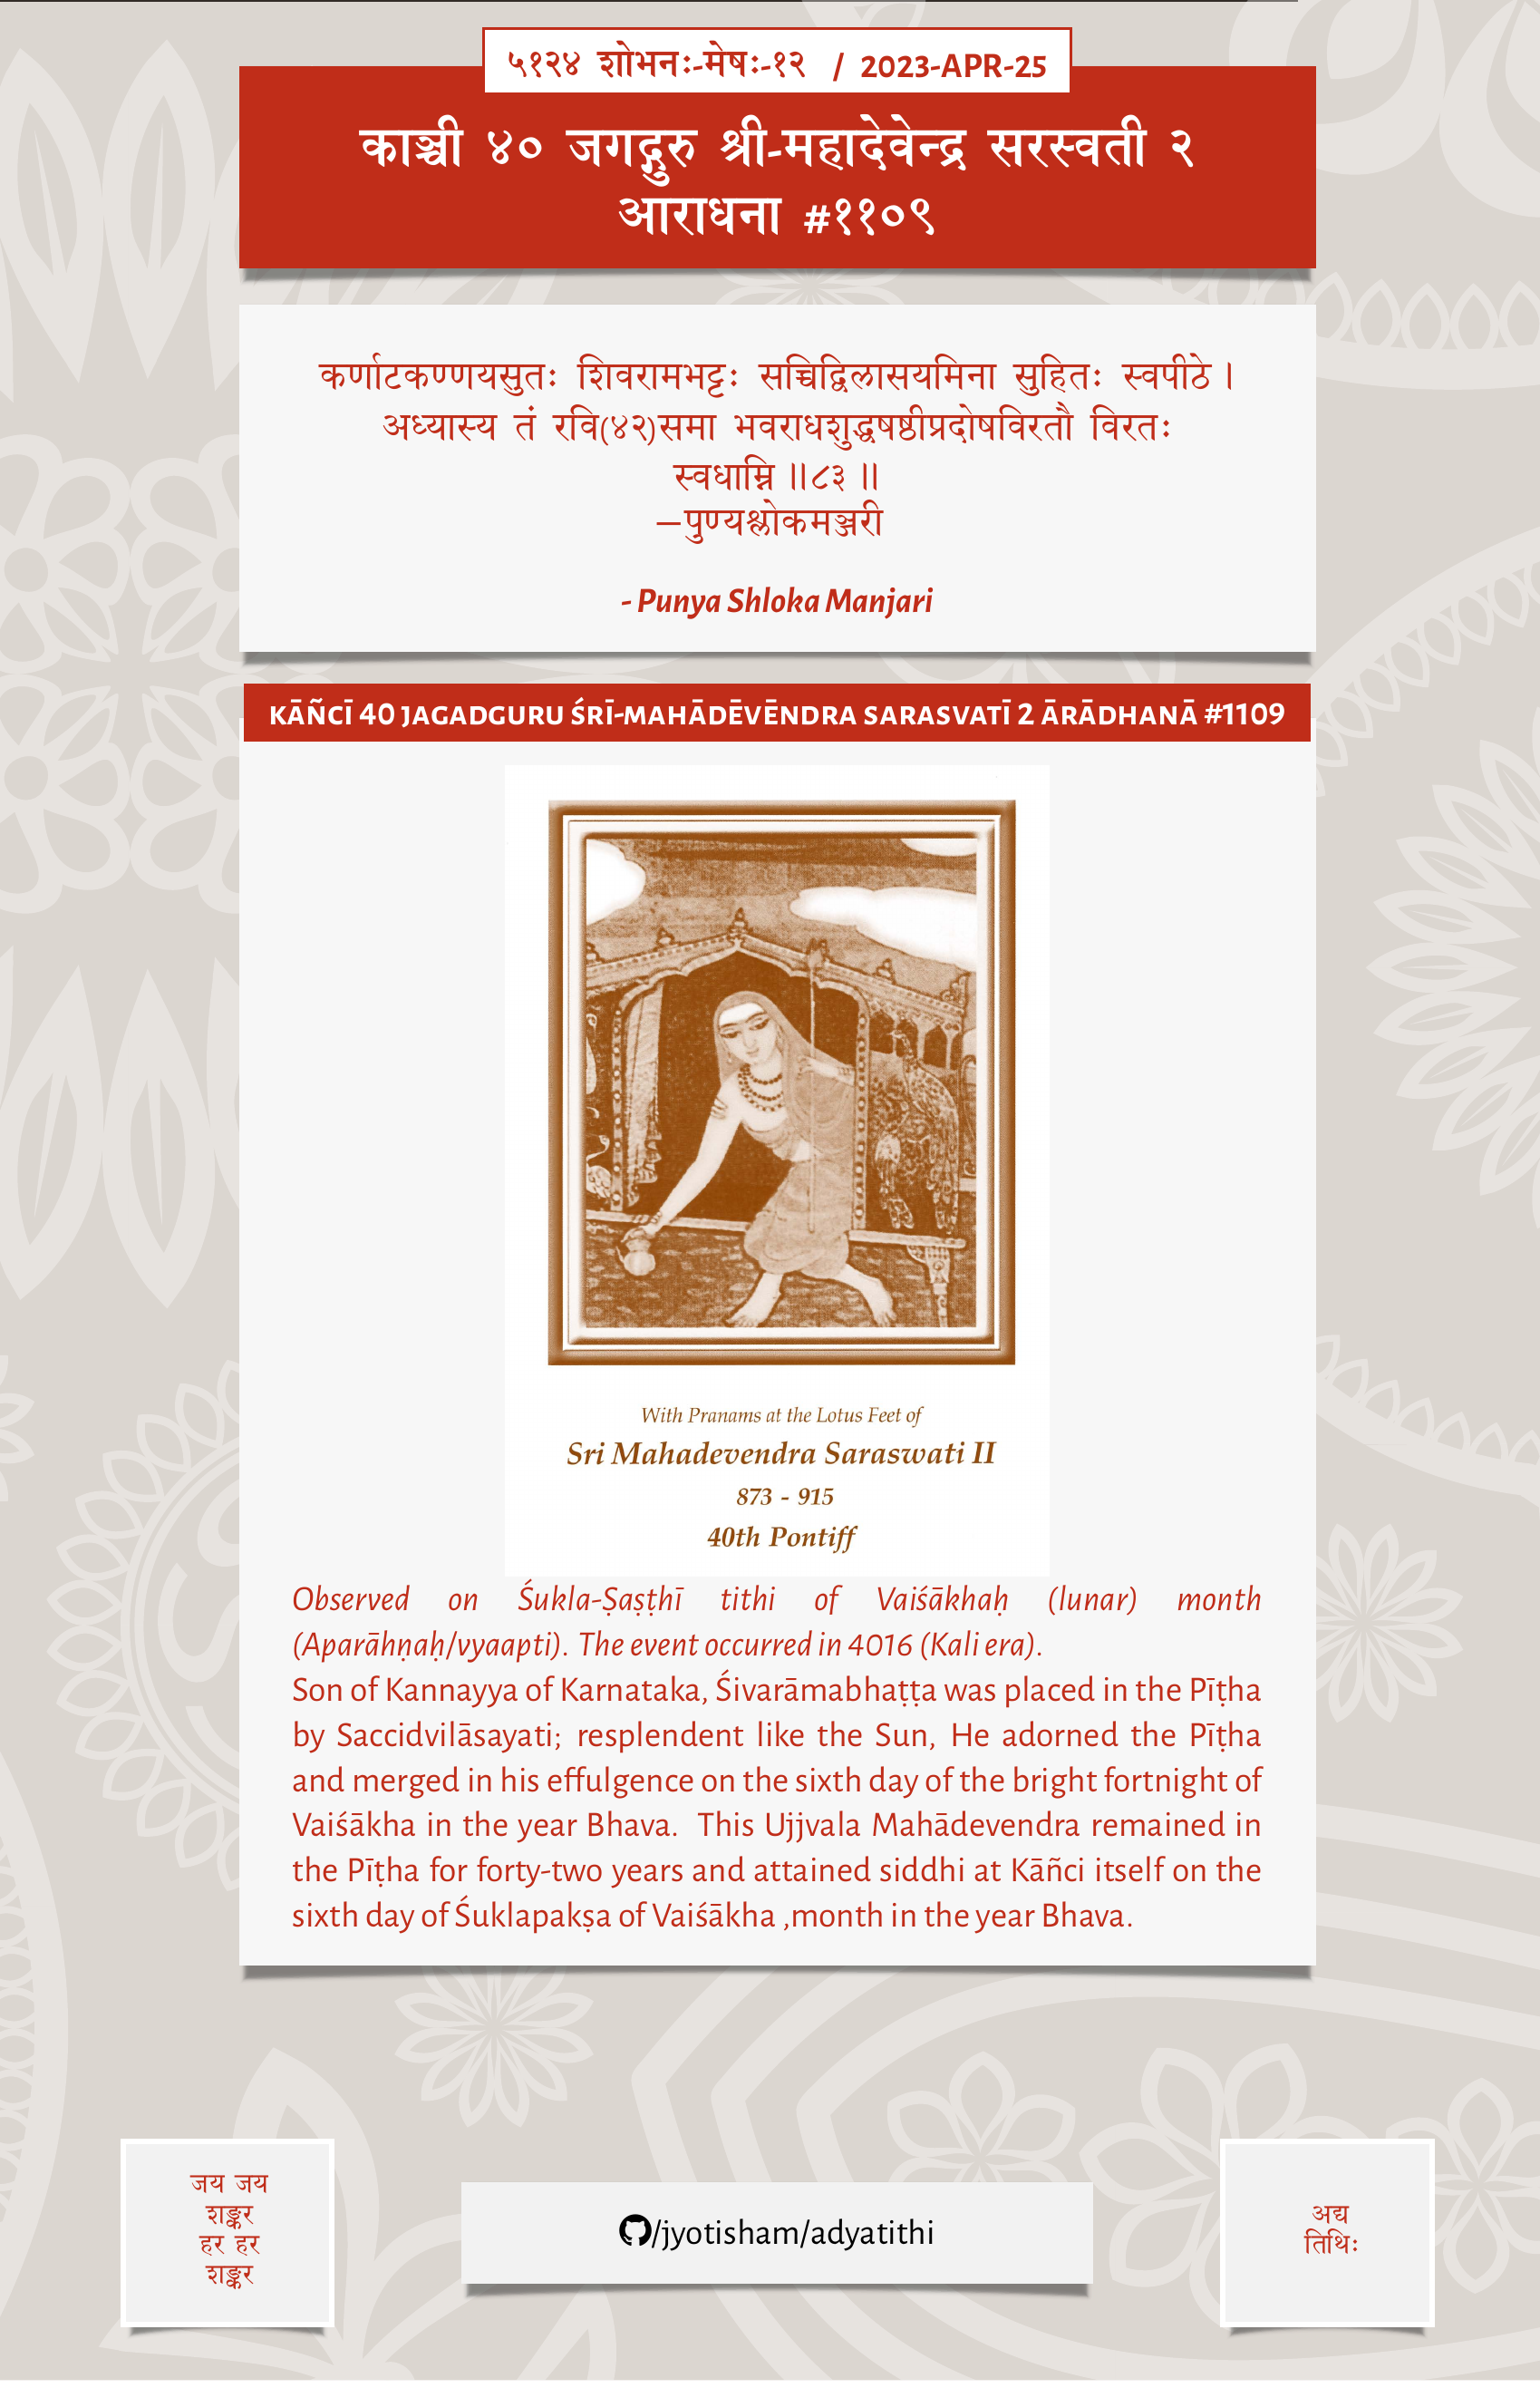 ५१२४ शोभनः-मेषः-१२ / 2023-APR-25
काञ्ची ४० जगद्गुरु श्री-महादेवेन्द्र सरस्वती २
आराधना #११०९
कर्णाटकण्णयसुतः शिवरामभट्टः सच्चिद्विलासयमिना सुहितः स्वपीठे।
अध्यास्य तं रवि(४२)समा भवराधशुद्धषष्ठीप्रदोषविरतौ विरतः
स्वधाम्नि॥८३॥
—पुण्यश्लोकमञ्जरी
- Punya Shloka Manjari
KĀÑCĪ 40 JAGADGURU ŚRĪ-MAHĀDĒVĒNDRA SARASVATĪ 2 ĀRĀDHANĀ #1109
With Pranams at the Lotus Feet of
Sri Mahadevendra Saraswati II
873 - 915
40th Pontiff
Observed on Śukla-Ṣaṣṭhī tithi of Vaiśākhaḥ (lunar) month
(Aparāhṇaḥ/vyaapti). The event occurred in 4016 (Kali era).
Son of Kannayya of Karnataka, Śivarāmabhaṭṭa was placed in the Pīṭha
by Saccidvilāsayati; resplendent like the Sun, He adorned the Pīṭha
and merged in his effulgence on the sixth day of the bright fortnight of
Vaiśākha in the year Bhava. This Ujjvala Mahādevendra remained in
the Pīṭha for forty-two years and attained siddhi at Kāñci itself on the
sixth day of Śuklapakṣa of Vaiśākha ,month in the year Bhava.
जय जय
शङ्कर
हर हर
शङ्कर
/jyotisham/adyatithi
अद्य
तिथिः